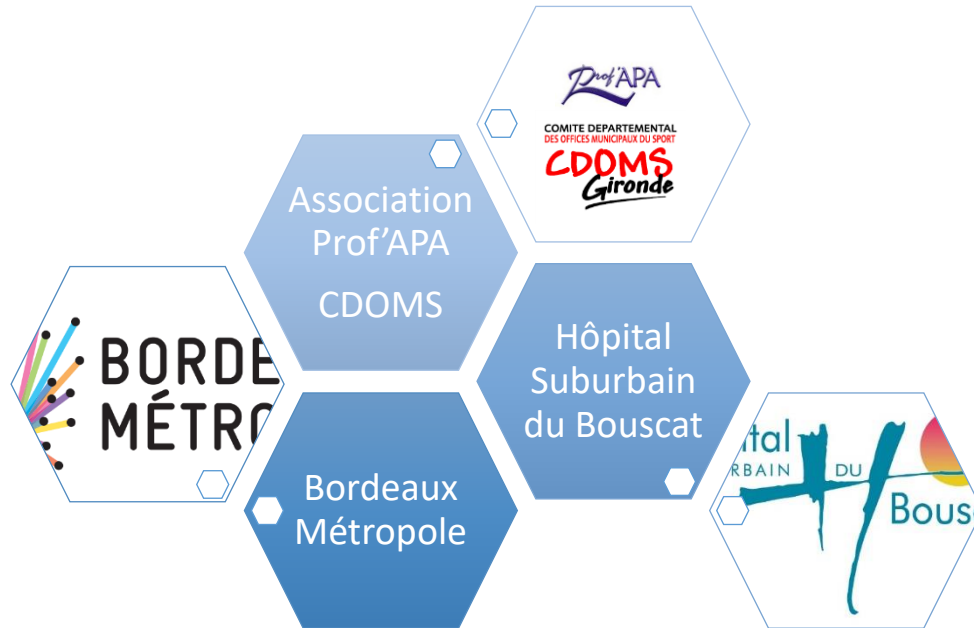 Prof'APA
COMITE DEPARTEMENTAL
DES OFFICES MUNICIPAUX DU SPORT
CDOMS
Gironde
Association
Prof'APA
CDOMS
Hôpital
Suburbain
du Bouscat
BORDE
MÉTRO
Bordeaux
Métropole
ital
RBAIN DU
Bous